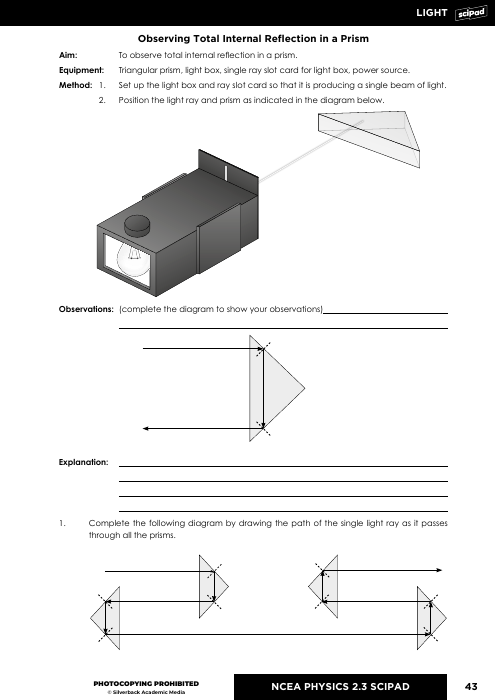 LIGHT scipad
Observing Total Internal Reflection in a Prism
Aim: To observe total internal reflection in a prism.
Equipment: Triangular prism, light box, single ray slot card for light box, power source.
Method: 1. Set up the light box and ray slot card so that it is producing a single beam of light.
2. Position the light ray and prism as indicated in the diagram below.
Observations: (complete the diagram to show your observations)
Explanation:
1. Complete the following diagram by drawing the path of the single light ray as it passes
through all the prisms.
PHOTOCOPYING PROHIBITED
© Silverback Academic Media
NCEA PHYSICS 2.3 SCIPAD
43